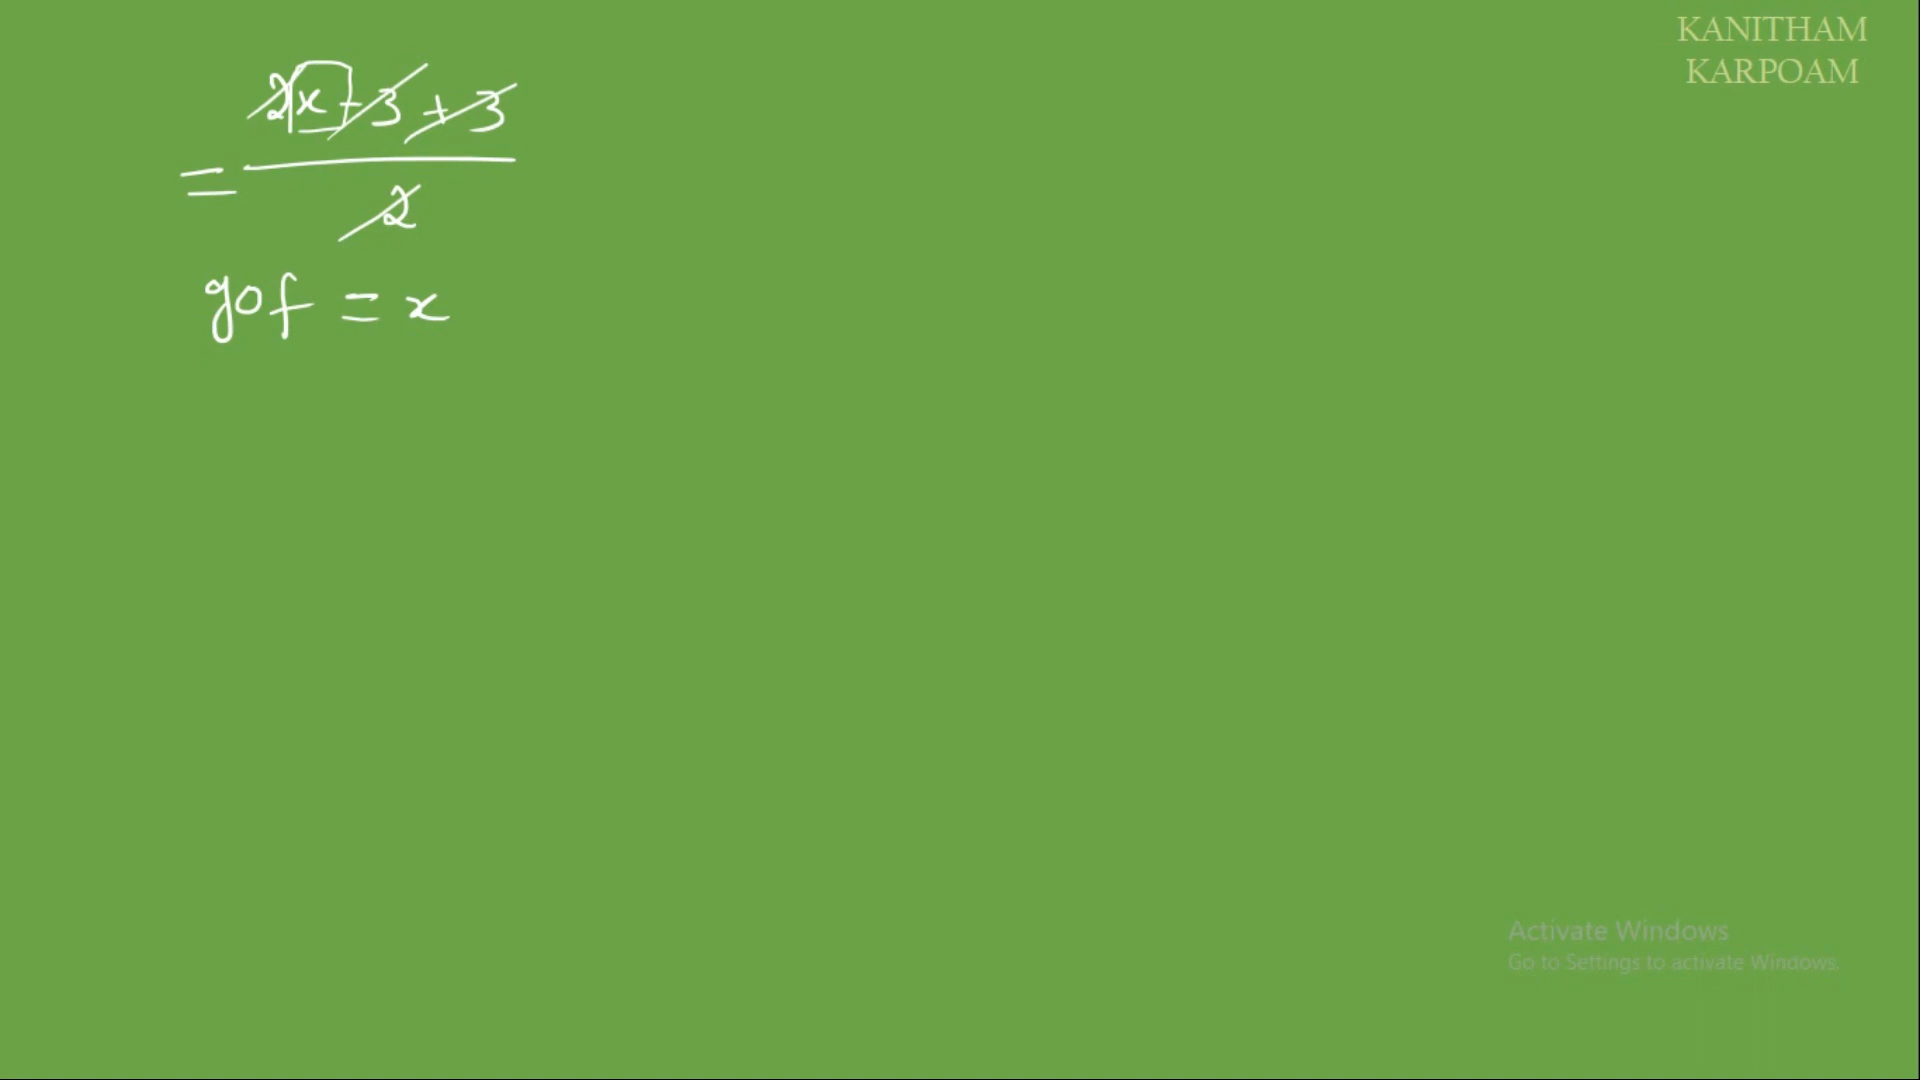 KANITHAM
KARPOAM
= (2x - 3 + 3) / 2
gof = x
Activate Windows
Go to Settings to activate Windows.